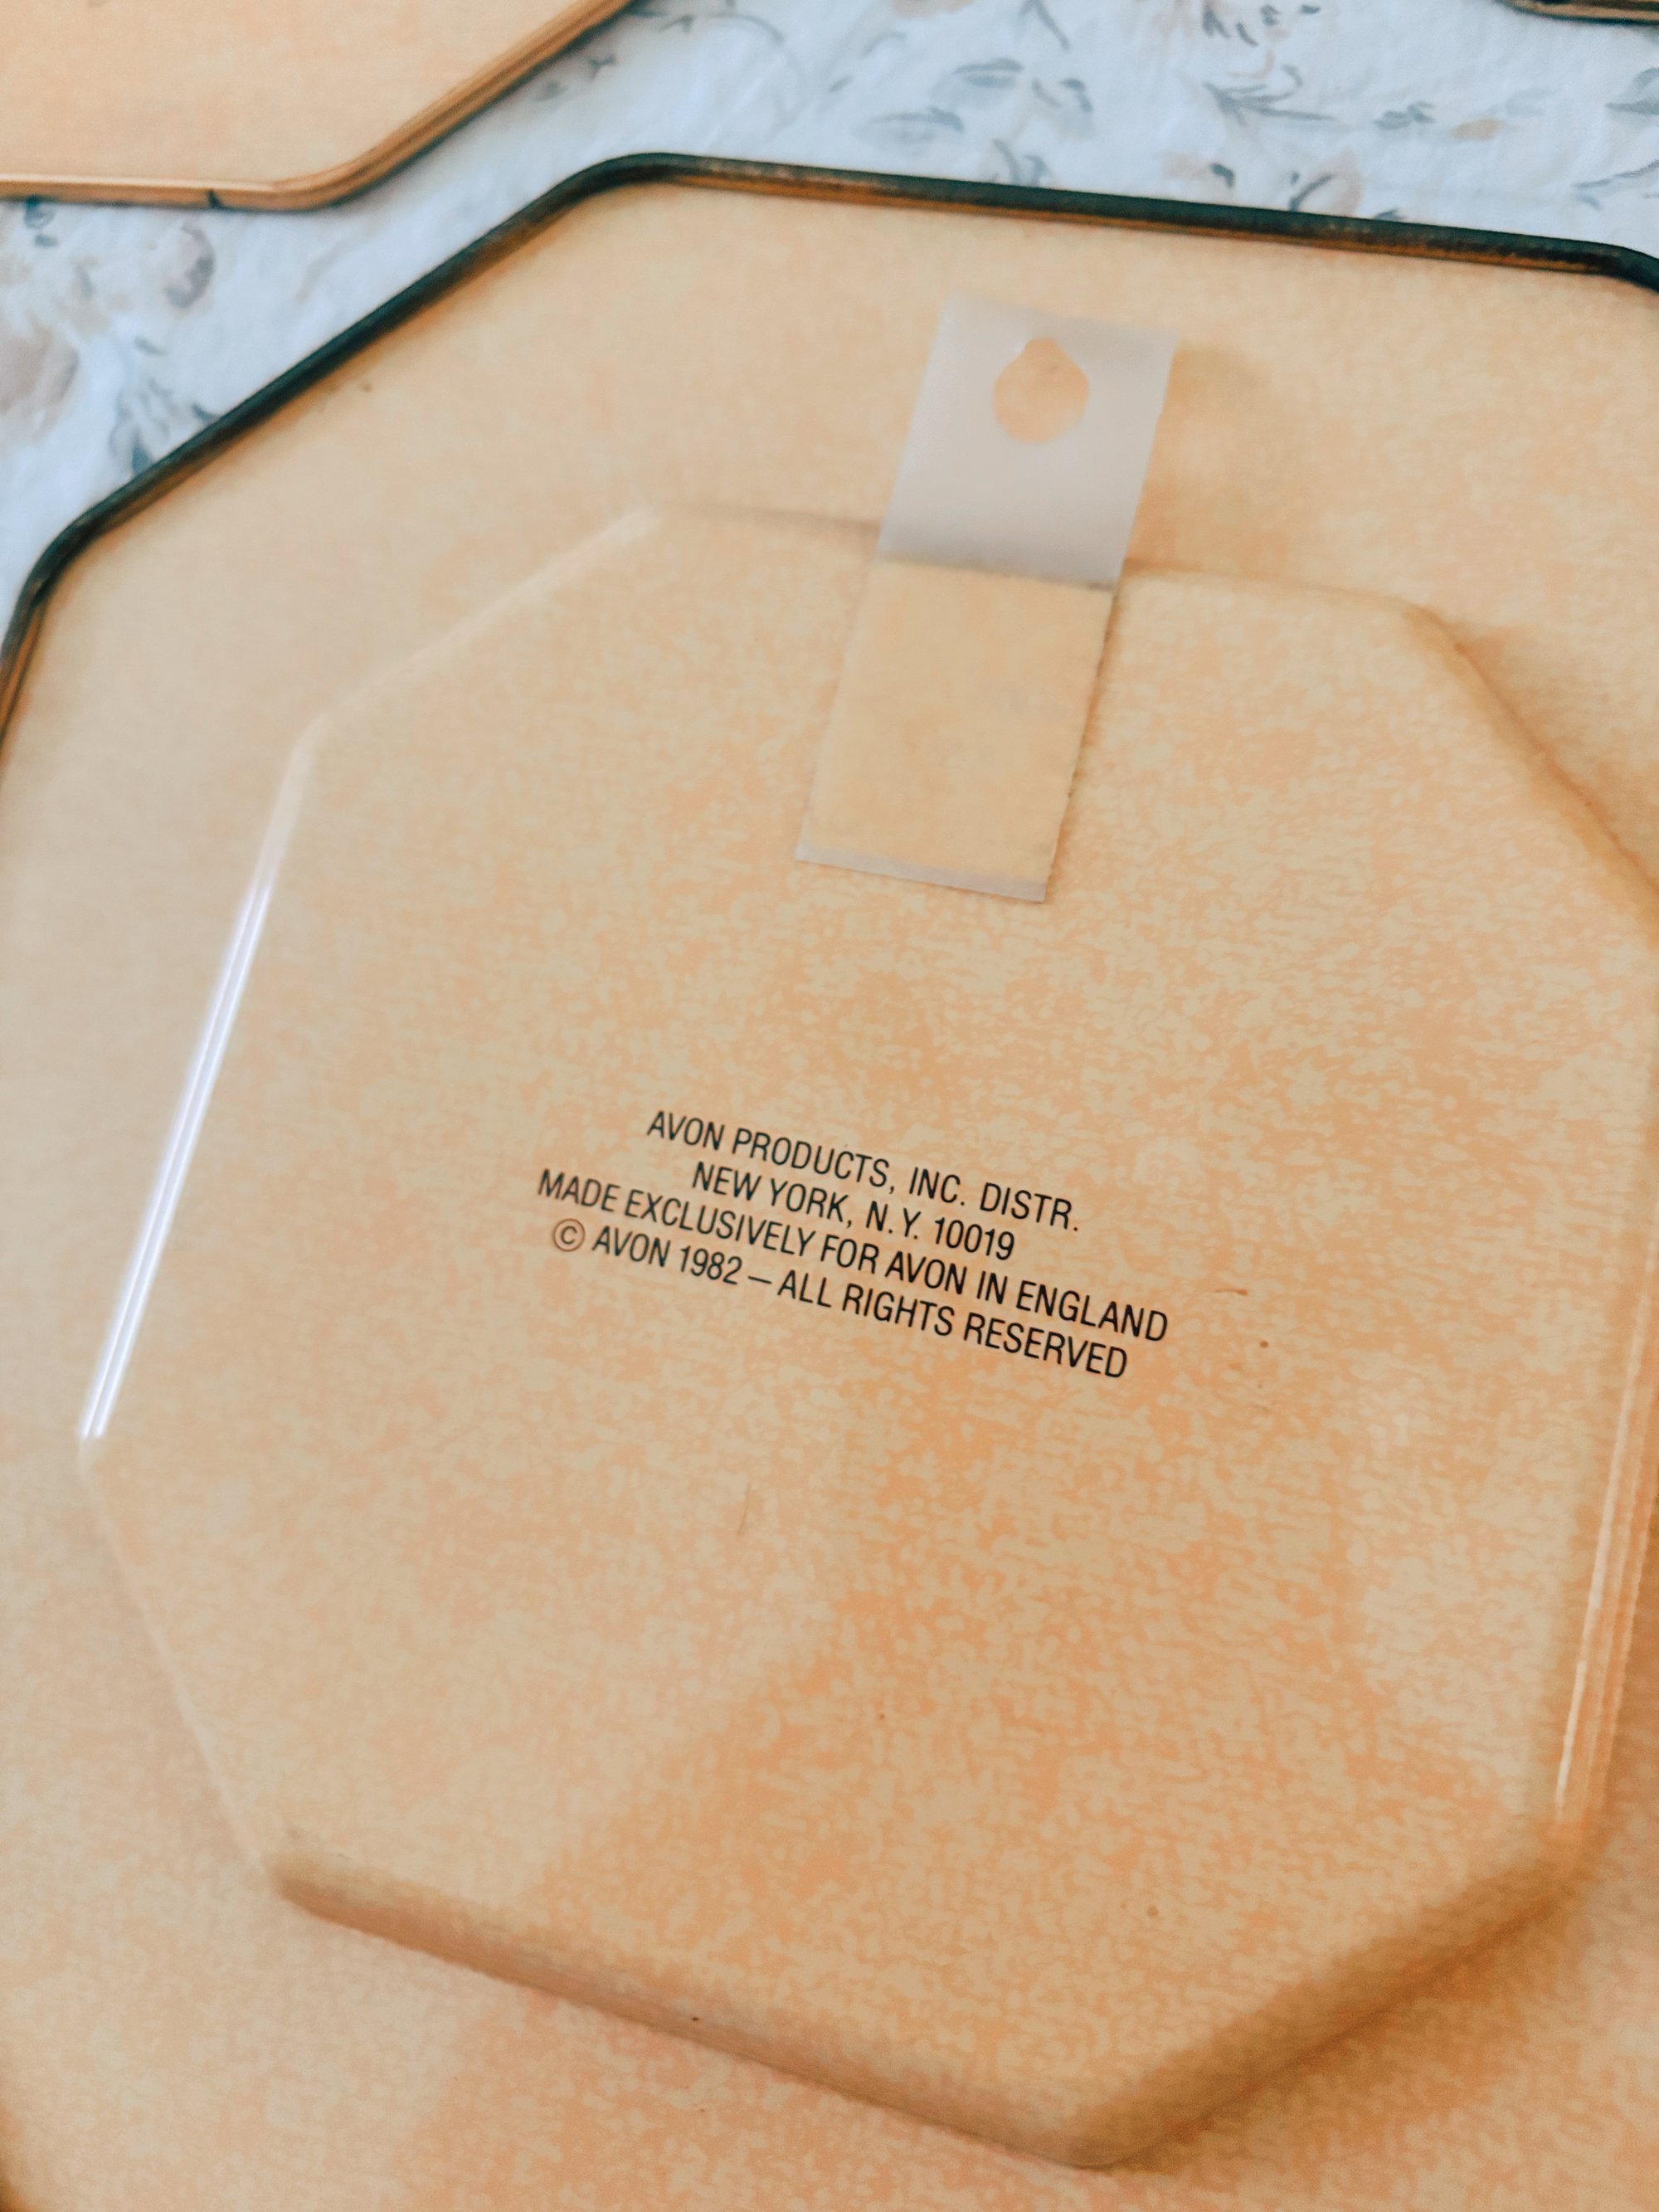 AVON PRODUCTS, INC. DISTR.
NEW YORK, N.Y. 10019
MADE EXCLUSIVELY FOR AVON IN ENGLAND
© AVON 1982 – ALL RIGHTS RESERVED